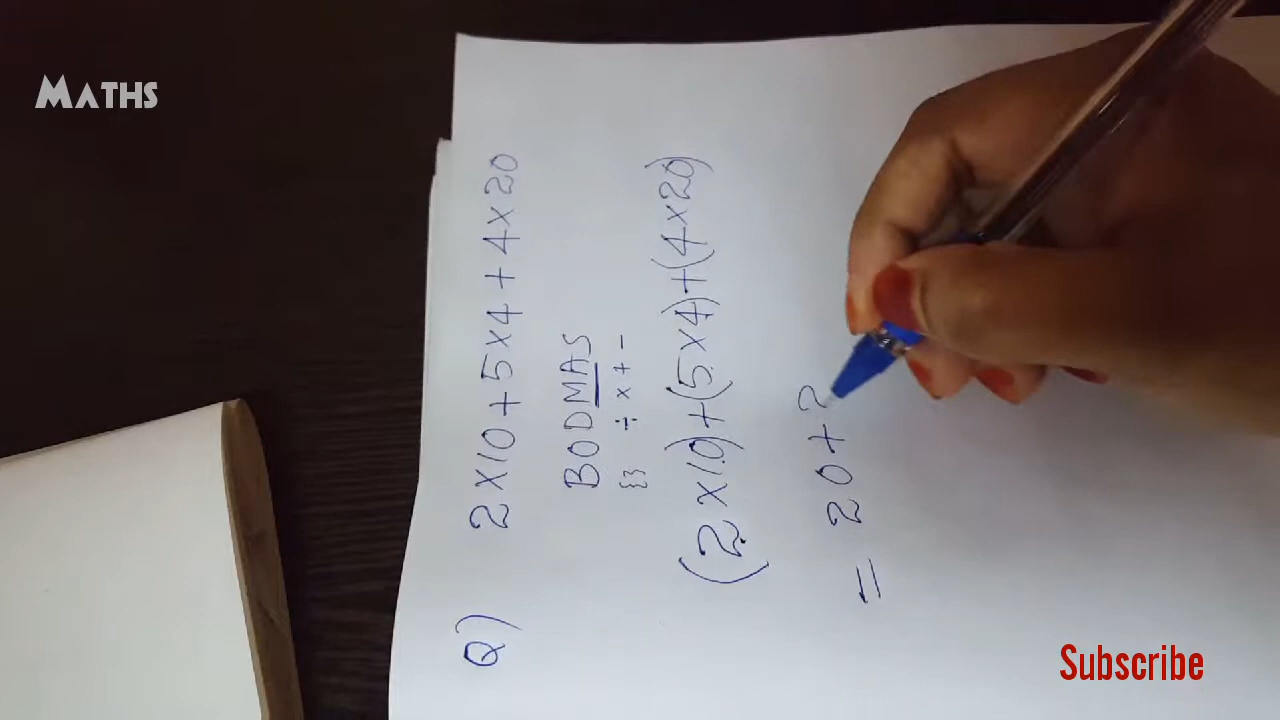 MATHS
Q) 2 × 10 + 5 × 4 + 4 × 20
BODMAS
{} ÷ × + -
(2 × 10) + (5 × 4) + (4 × 20)
= 20 + 2
Subscribe